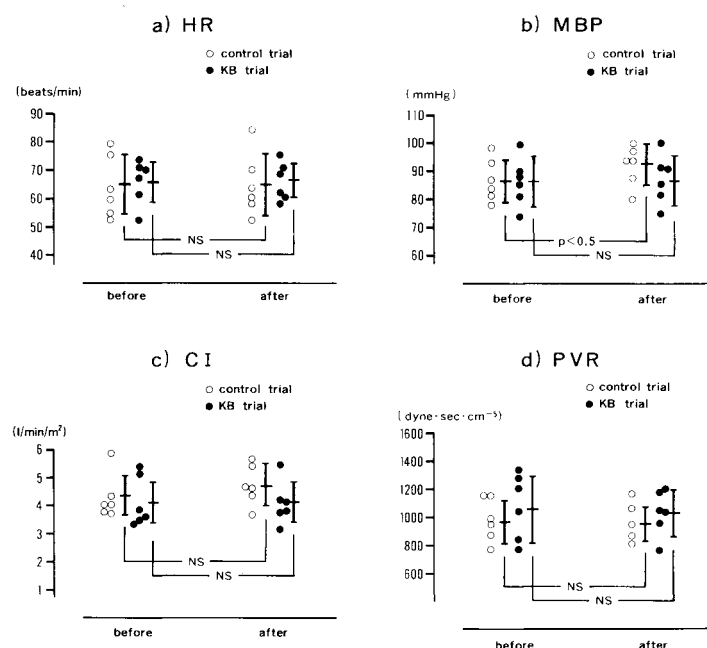 a) HR
○ control trial
● KB trial
(beats/min)
90
80
70
60
50
40
NS
NS
before after
b) MBP
○ control trial
● KB trial
(mmHg)
110
100
90
80
70
60
p<0.5
NS
before after
c) CI
○ control trial
● KB trial
(l/min/m²)
6
5
4
3
2
1
NS
NS
before after
d) PVR
○ control trial
● KB trial
(dyne·sec·cm⁻⁵)
1600
1400
1200
1000
800
600
NS
NS
before after